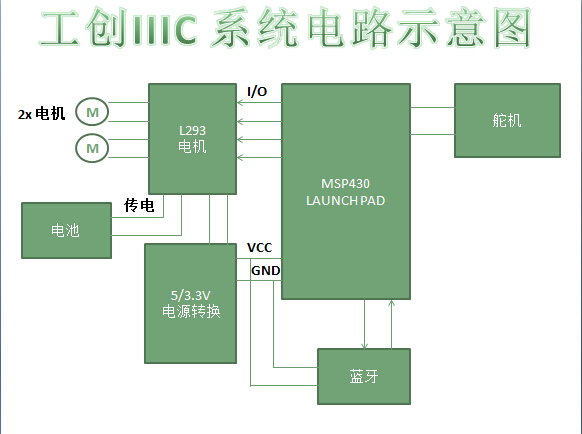 工创IIIC 系统电路示意图
I/O
2x 电机
M
M
L293
电机
舵机
MSP430
LAUNCH PAD
传电
电池
VCC
GND
5/3.3V
电源转换
蓝牙